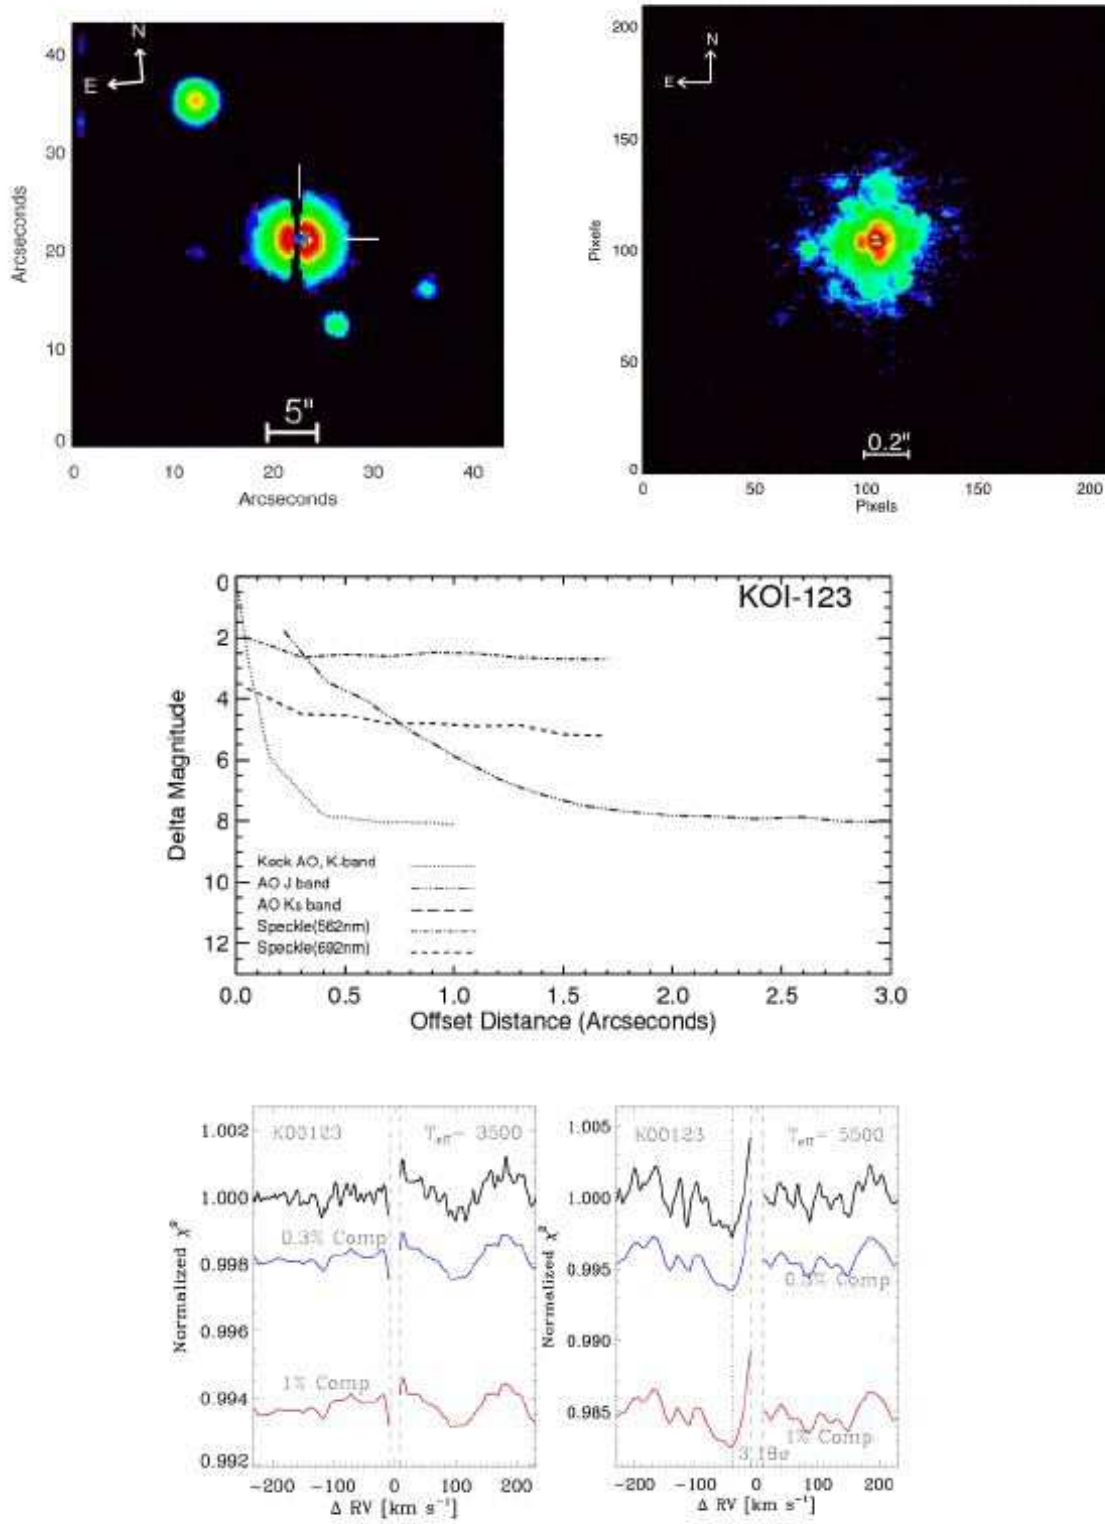 40
30
20
10
0
Arcseconds
N
E
5"
0 10 20 30 40
Arcseconds
200
150
100
50
0
Pixels
N
E
0.2"
0 50 100 150 200
Pixels
KOI-123
0
2
4
6
8
10
12
Delta Magnitude
Keck AO, K-band
AO J band
AO Ks band
Speckle(562nm)
Speckle(692nm)
0.0 0.5 1.0 1.5 2.0 2.5 3.0
Offset Distance (Arcseconds)
1.002
1.000
0.998
0.996
0.994
0.992
Normalized χ²
K00123 Teff= 3500
0.3% Comp
1% Comp
-200 -100 0 100 200
Δ RV [km s⁻¹]
1.005
1.000
0.995
0.990
0.985
Normalized χ²
K00123 Teff= 5500
0.3% Comp
1% Comp
3.18σ
-200 -100 0 100 200
Δ RV [km s⁻¹]